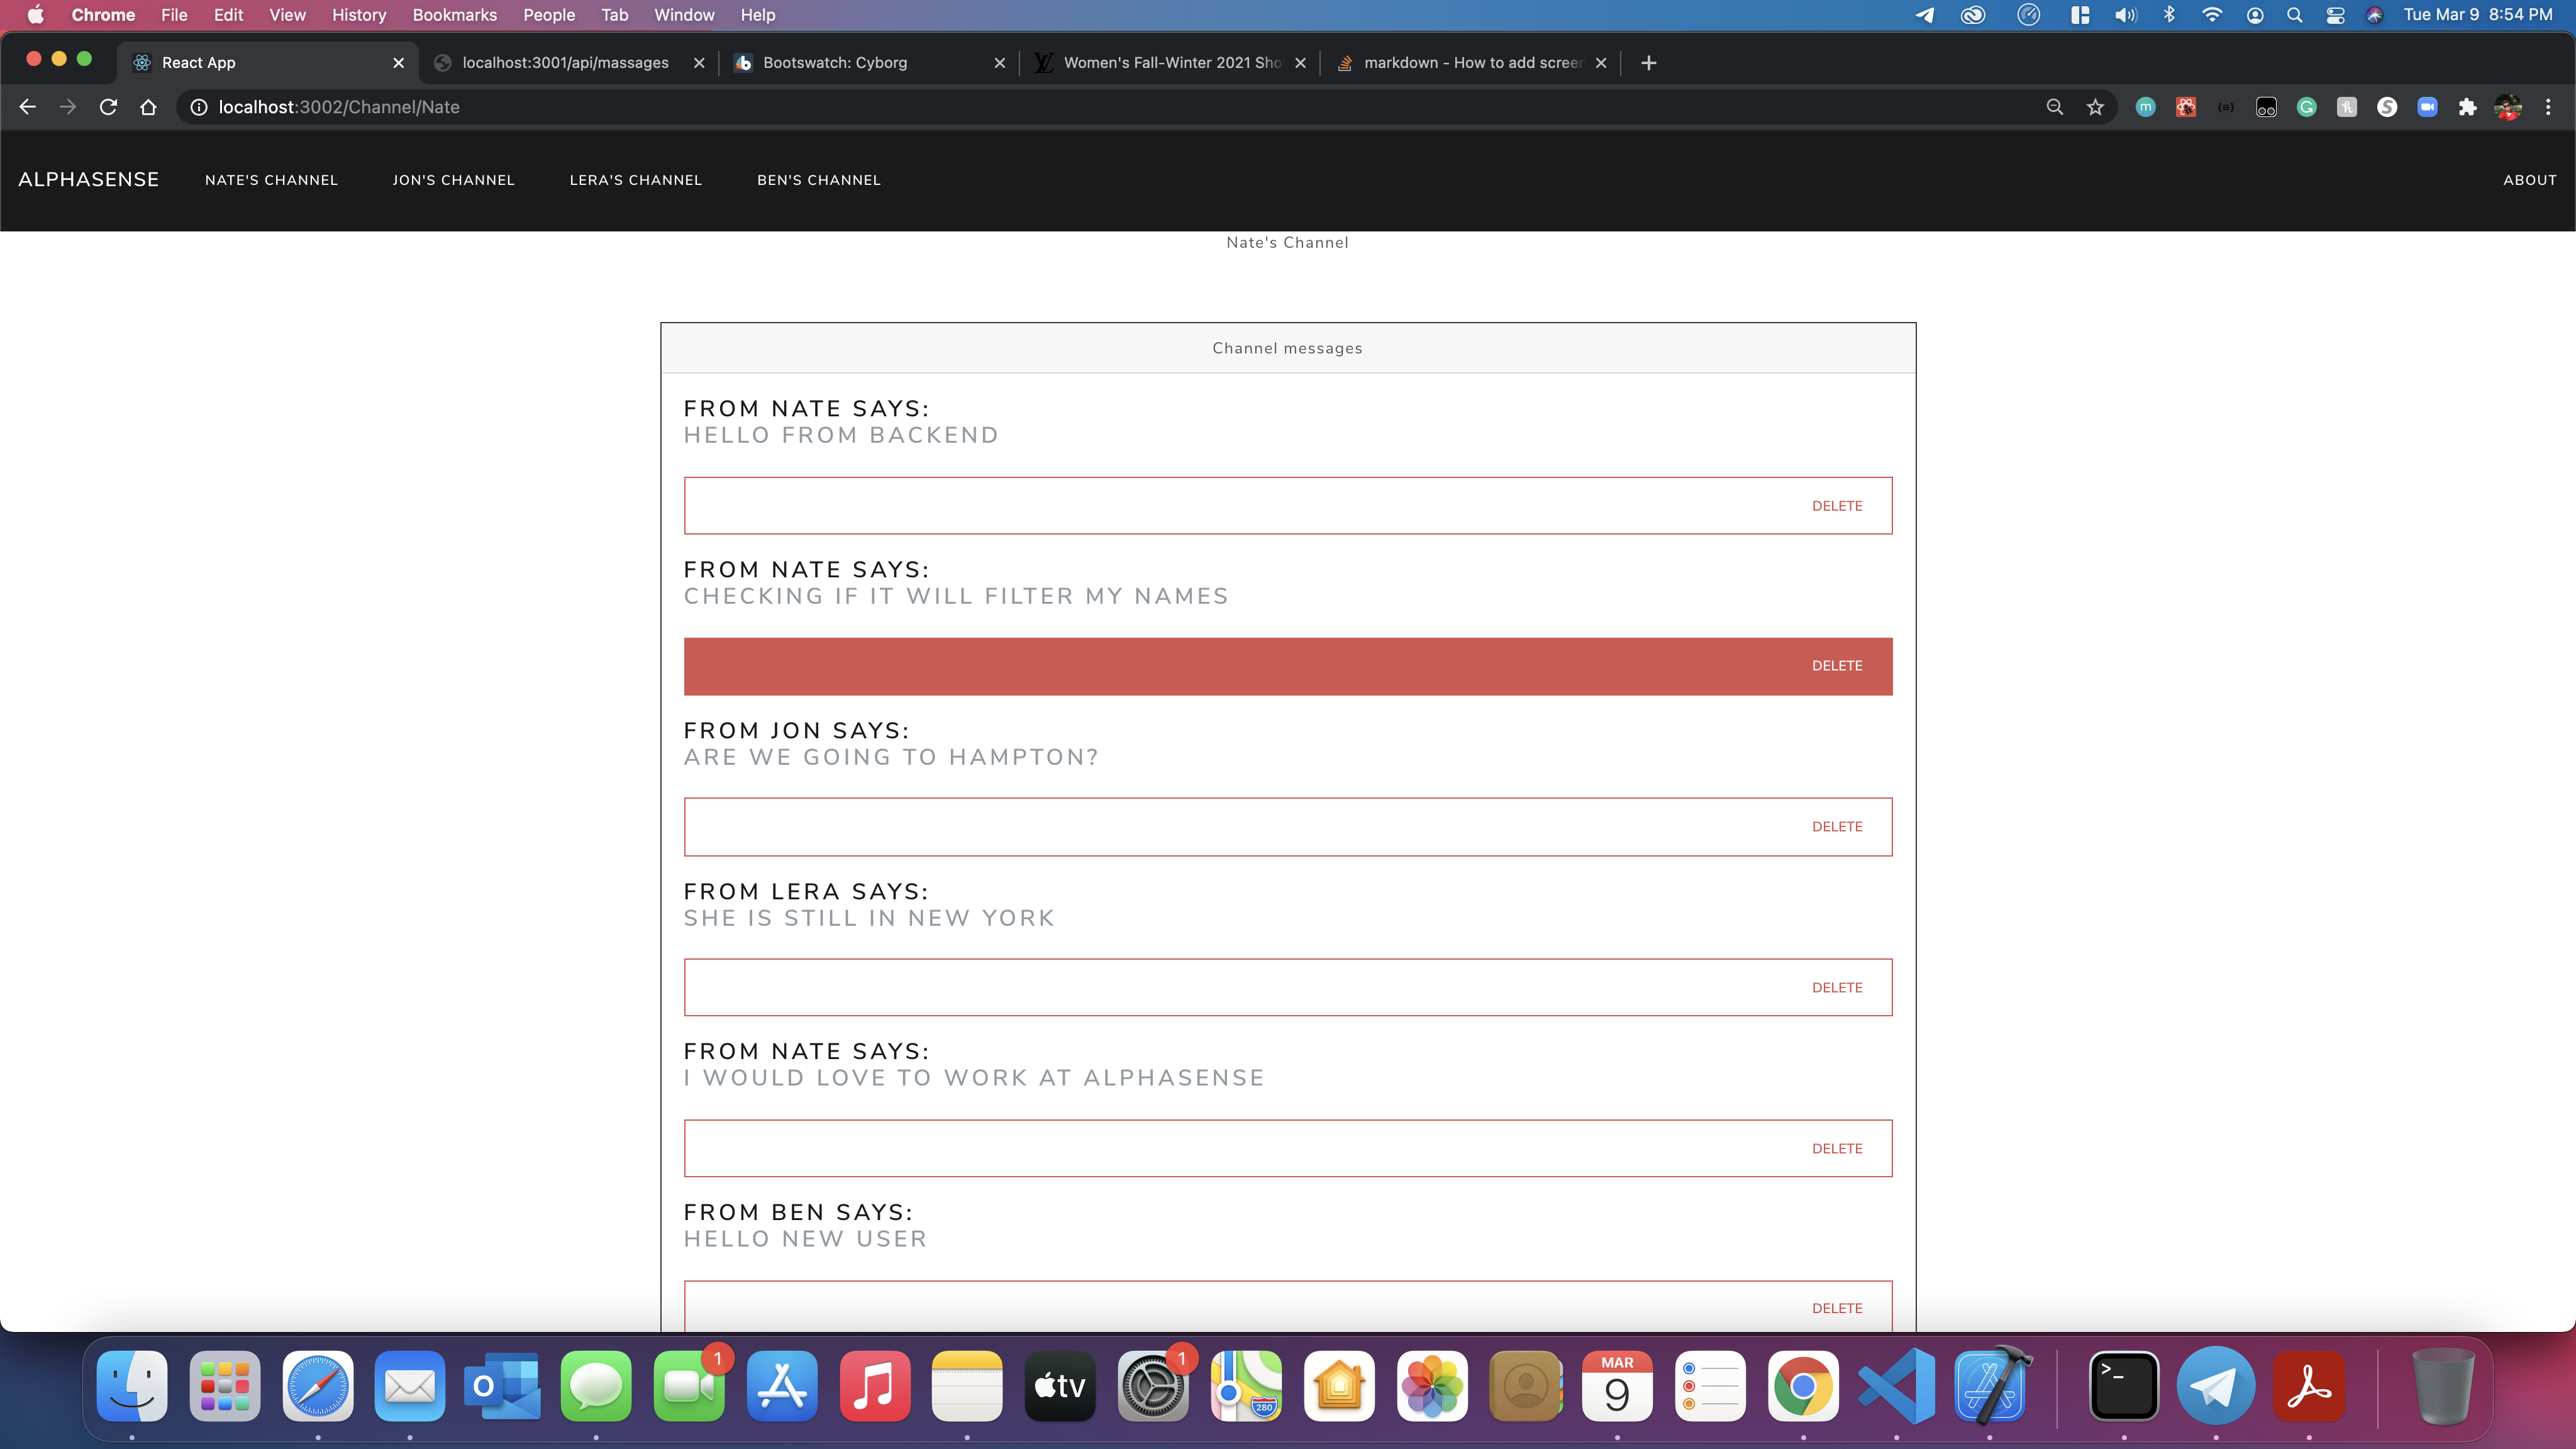 Chrome File Edit View History Bookmarks People Tab Window Help Tue Mar 9 8:54 PM
React App localhost:3001/api/massages Bootswatch: Cyborg Women's Fall-Winter 2021 Sho markdown - How to add screen
localhost:3002/Channel/Nate
ALPHASENSE NATE'S CHANNEL JON'S CHANNEL LERA'S CHANNEL BEN'S CHANNEL ABOUT
Nate's Channel
Channel messages
FROM NATE SAYS:
HELLO FROM BACKEND
DELETE
FROM NATE SAYS:
CHECKING IF IT WILL FILTER MY NAMES
DELETE
FROM JON SAYS:
ARE WE GOING TO HAMPTON?
DELETE
FROM LERA SAYS:
SHE IS STILL IN NEW YORK
DELETE
FROM NATE SAYS:
I WOULD LOVE TO WORK AT ALPHASENSE
DELETE
FROM BEN SAYS:
HELLO NEW USER
DELETE
1 tv 1 280 MAR 9